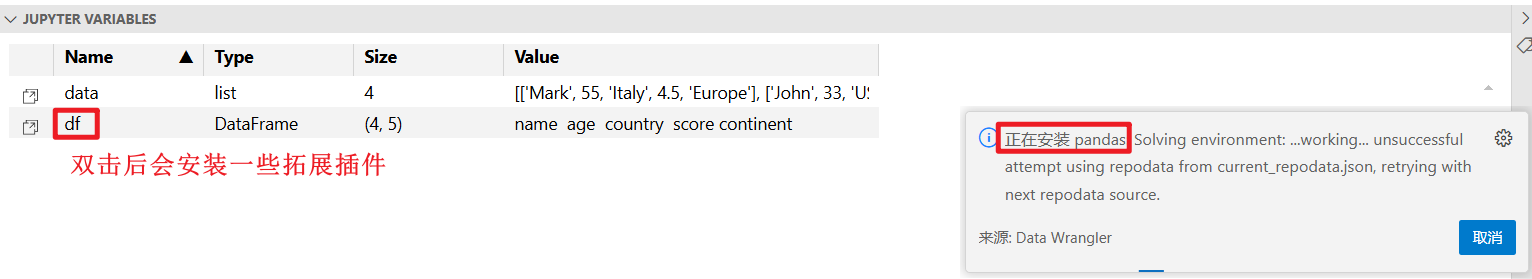 JUPYTER VARIABLES
Name ▲ Type Size Value
data list 4 [['Mark', 55, 'Italy', 4.5, 'Europe'], ['John', 33, 'US
df DataFrame (4, 5) name age country score continent
双击后会安装一些拓展插件
正在安装 pandas Solving environment: ...working... unsuccessful
attempt using repodata from current_repodata.json, retrying with
next repodata source.
来源: Data Wrangler
取消